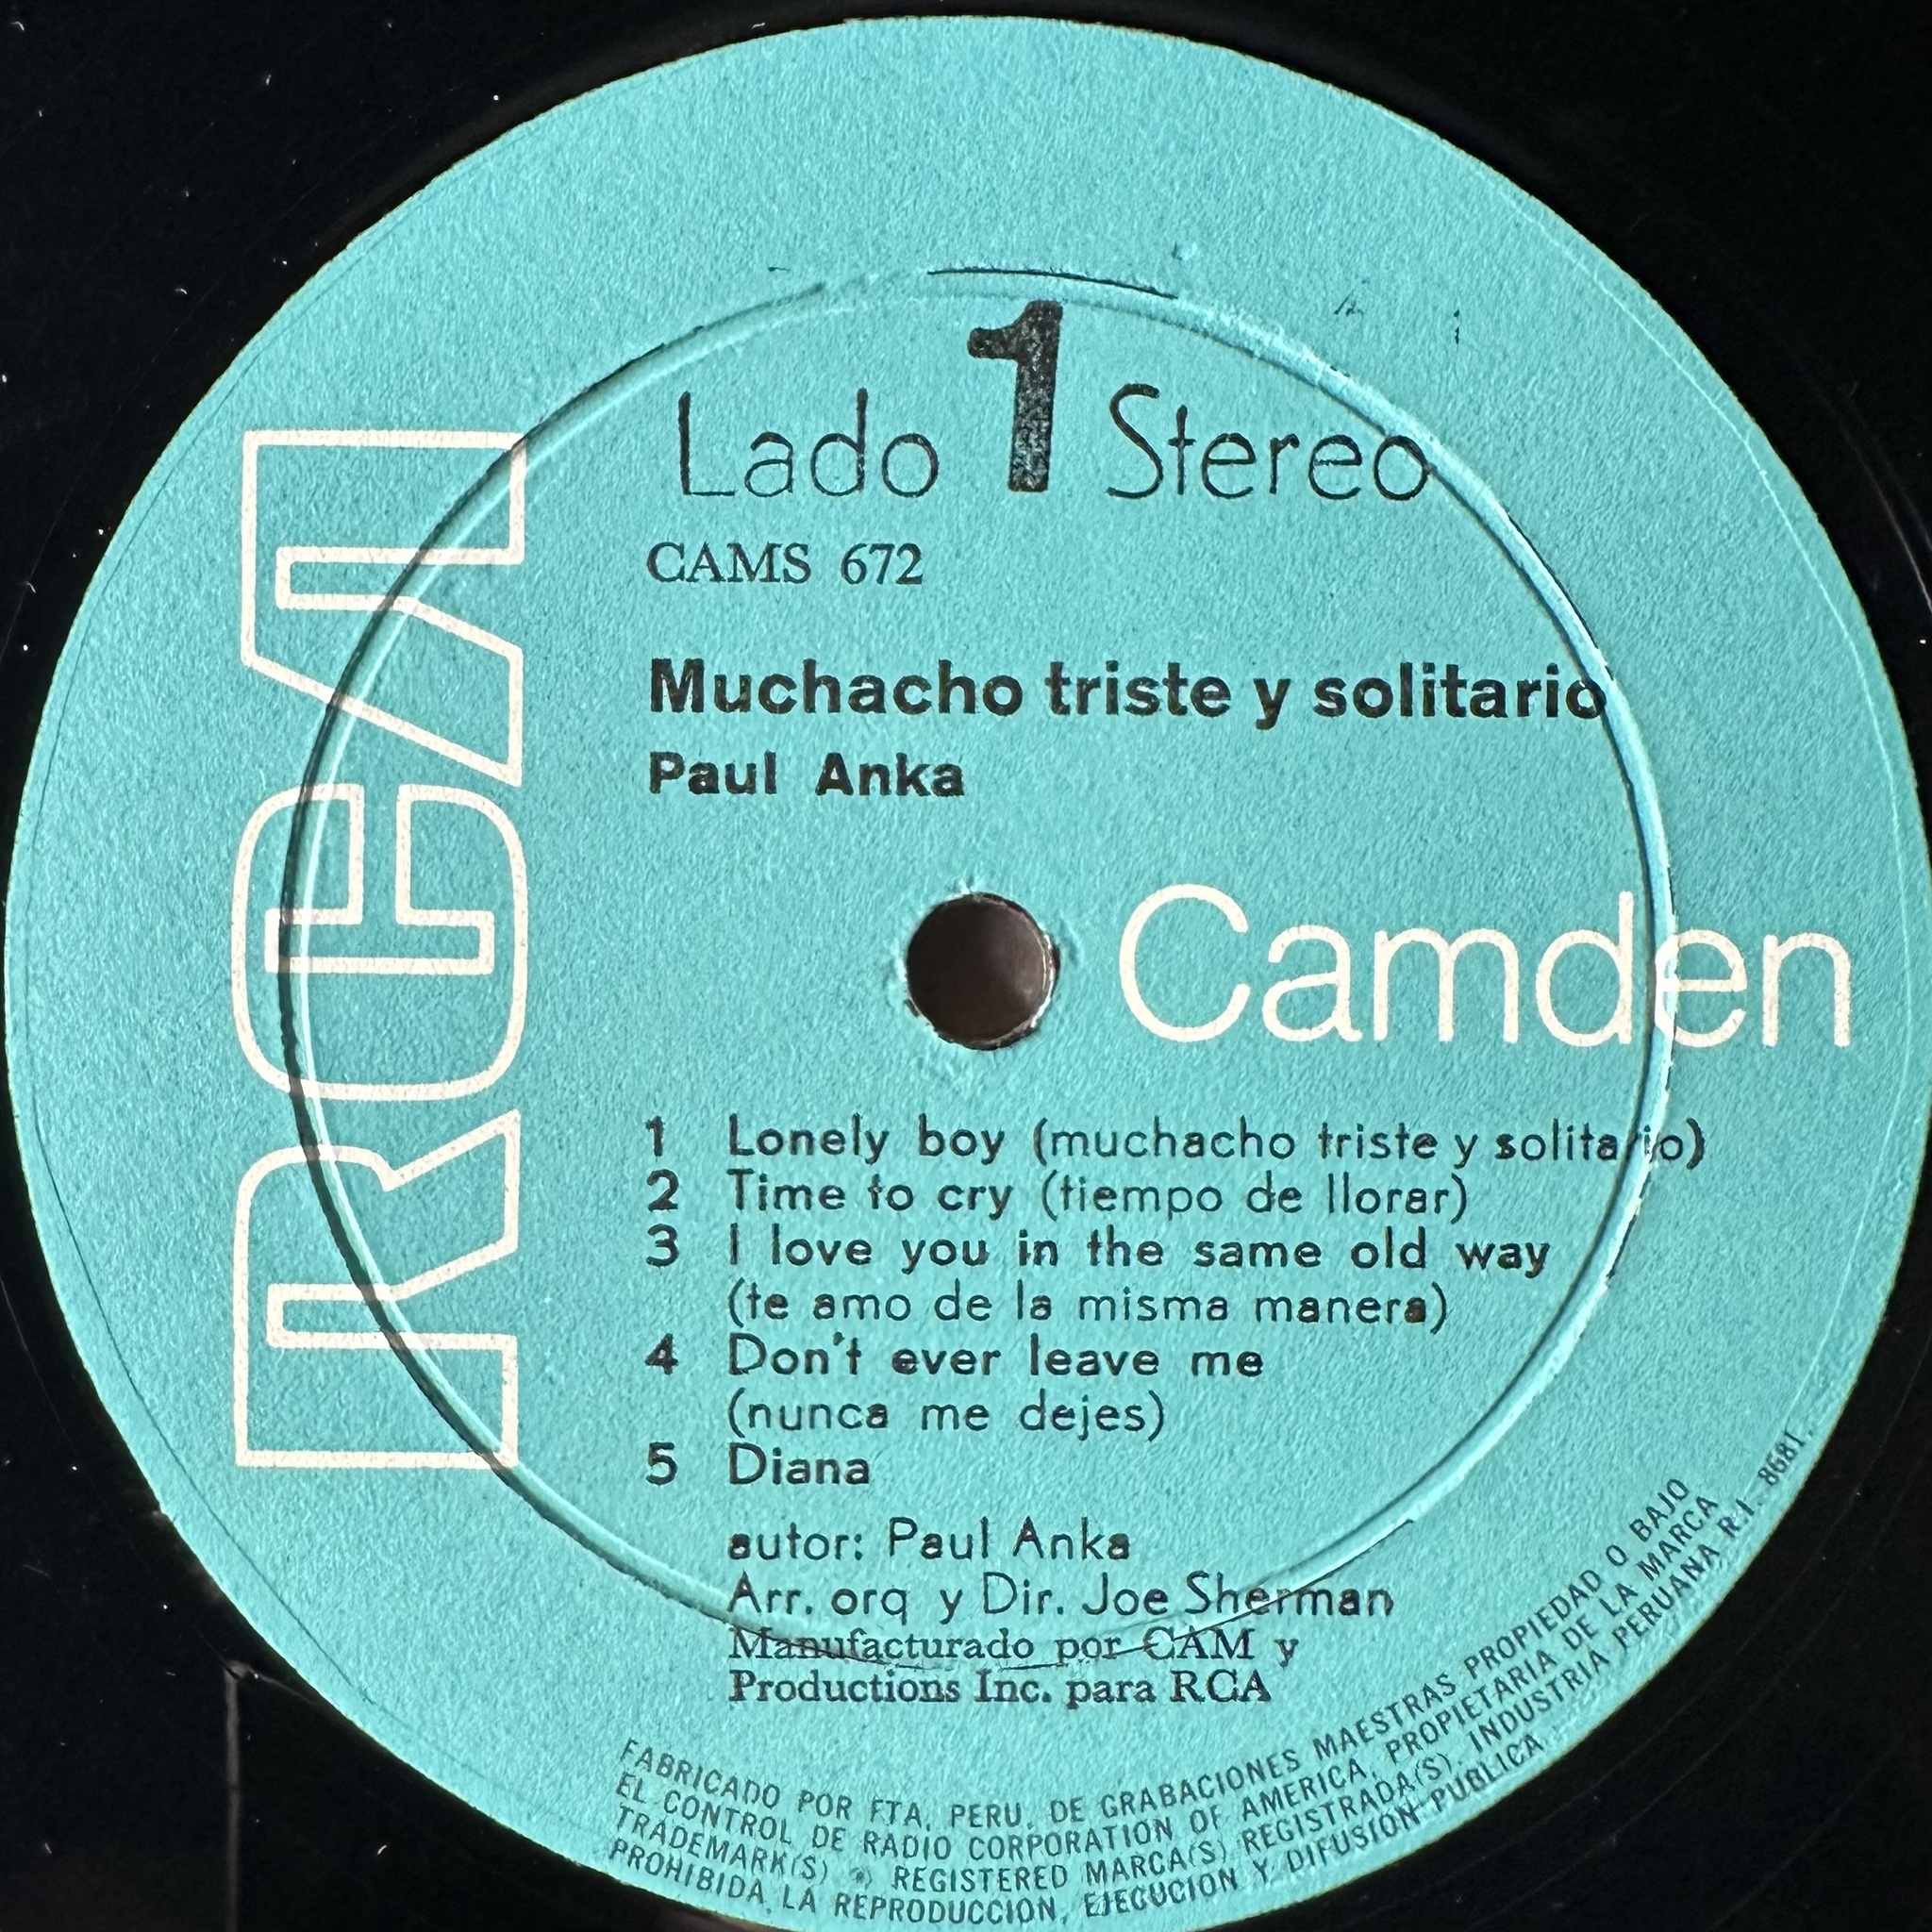 Lado 1 Stereo
CAMS 672
Muchacho triste y solitario
Paul Anka
RCA
Camden
1 Lonely boy (muchacho triste y solitario)
2 Time to cry (tiempo de llorar)
3 I love you in the same old way
(te amo de la misma manera)
4 Don't ever leave me
(nunca me dejes)
5 Diana
autor: Paul Anka
Arr. orq y Dir. Joe Sherman
Manufacturado por CAM y
Productions Inc. para RCA
FABRICADO POR FTA. PERU. DE GRABACIONES MAESTRAS PROPIEDAD O BAJO
EL CONTROL DE RADIO CORPORATION OF AMERICA, PROPIETARIA DE LA MARCA
TRADEMARK(S) ® REGISTERED MARCA(S) REGISTRADA(S). INDUSTRIA PERUANA R.I. 8681.
PROHIBIDA LA REPRODUCCION, EJECUCION Y DIFUSION PUBLICA